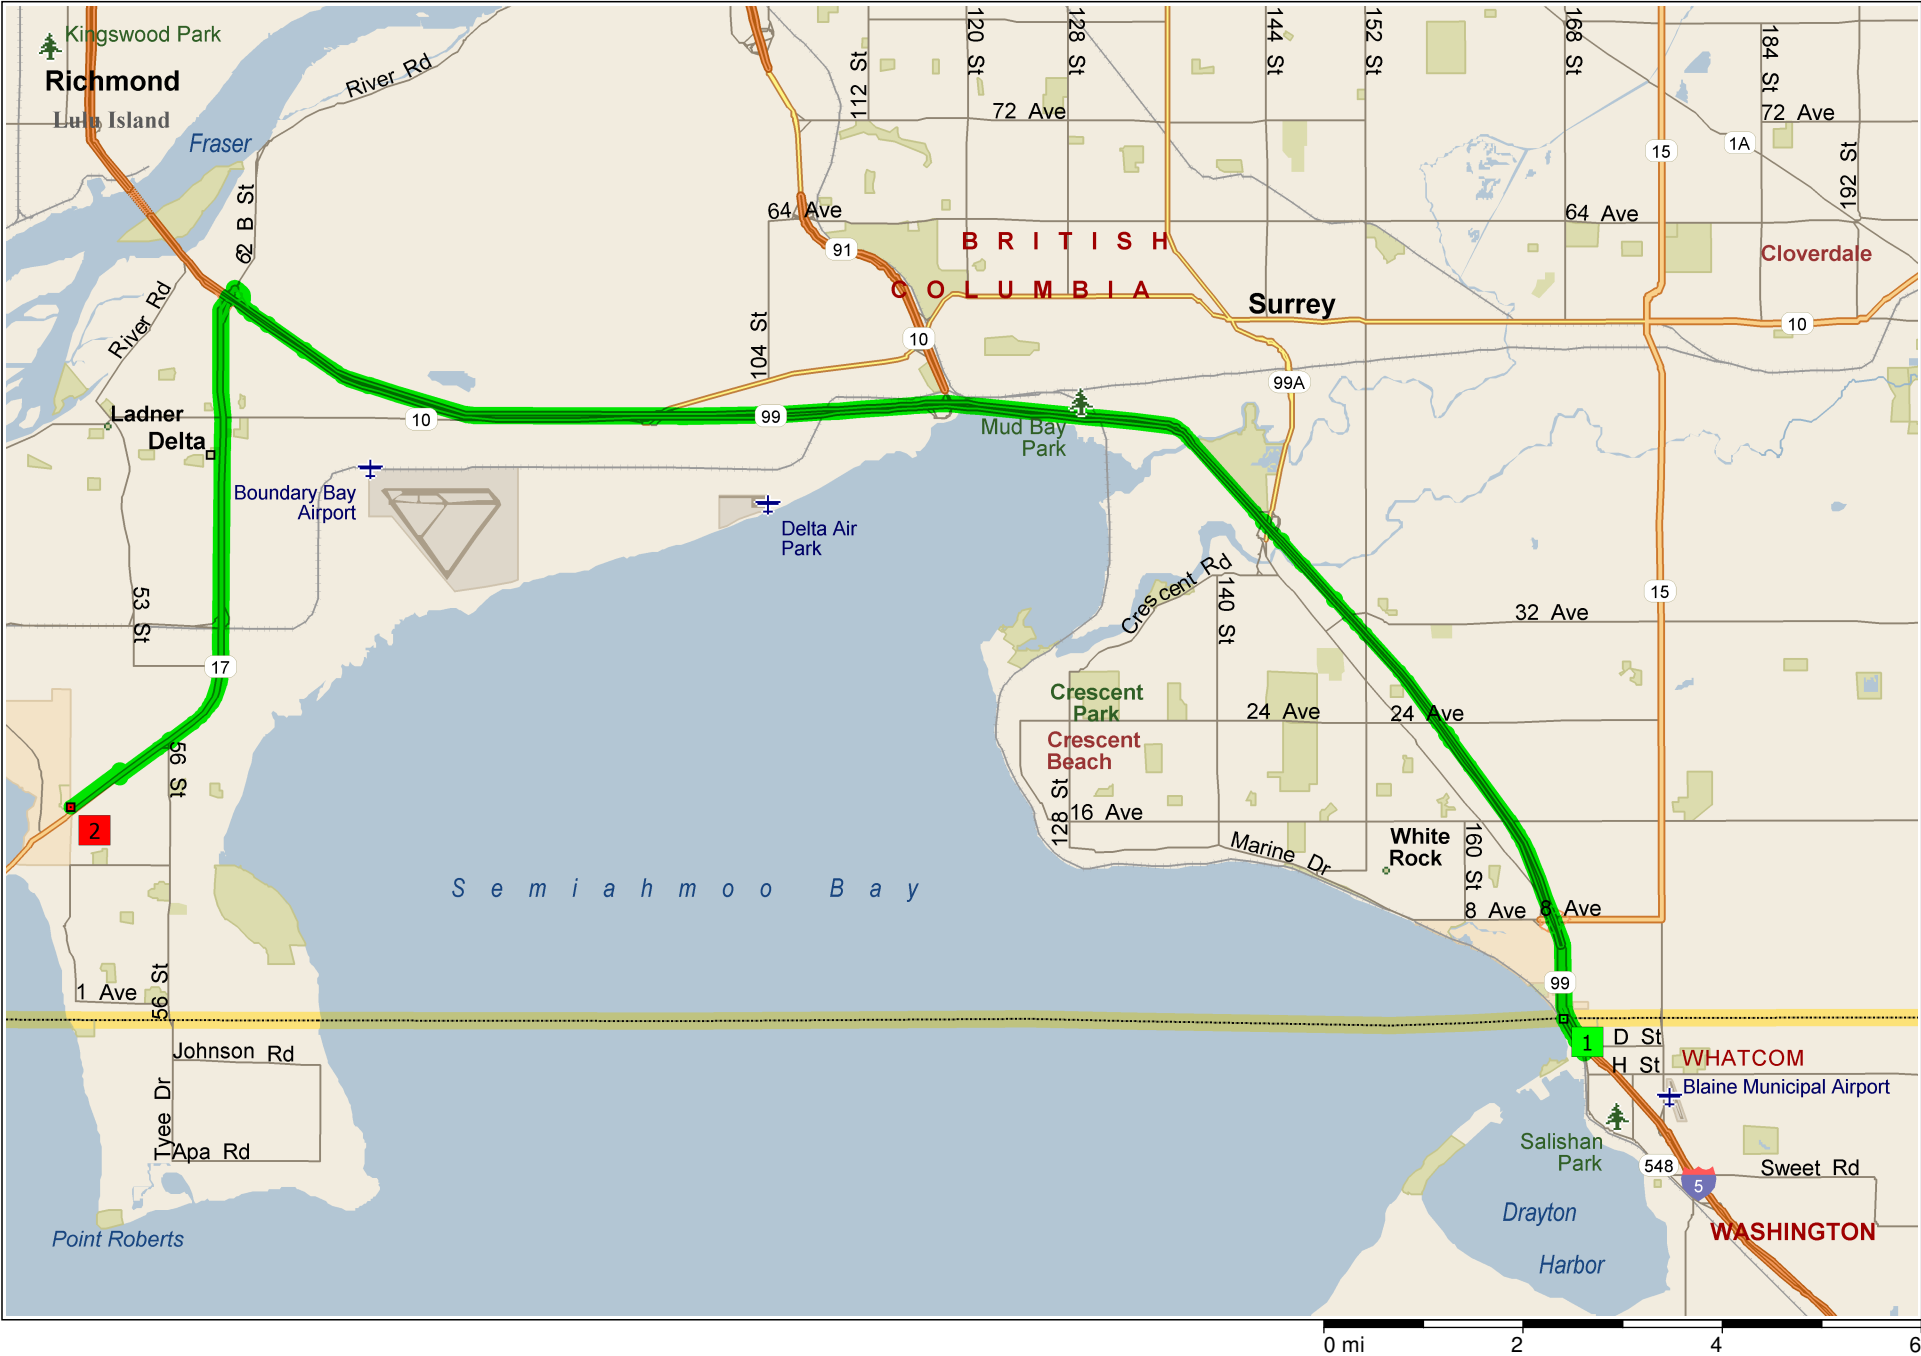 Kingswood Park
Richmond
Lulu Island
Fraser
River Rd
62 B St
River Rd
112 St
120 St
128 St
144 St
152 St
168 St
184 St
192 St
72 Ave
72 Ave
1A
15
64 Ave
64 Ave
91
BRITISH
COLUMBIA
Cloverdale
Surrey
10
10
104 St
99A
Ladner
Delta
10
99
Mud Bay
Park
Boundary Bay
Airport
Delta Air
Park
53 St
17
Crescent Rd
140 St
32 Ave
15
Crescent
Park
24 Ave
24 Ave
Crescent
Beach
56 St
2
128 St
16 Ave
Marine Dr
White
Rock
160 St
8 Ave
8 Ave
Semiahmoo Bay
1 Ave
56 St
99
1
D St
H St
WHATCOM
Blaine Municipal Airport
Johnson Rd
Tyee Dr
Apa Rd
Point Roberts
Salishan
Park
548
5
Sweet Rd
Drayton
Harbor
WASHINGTON
0 mi 2 4 6